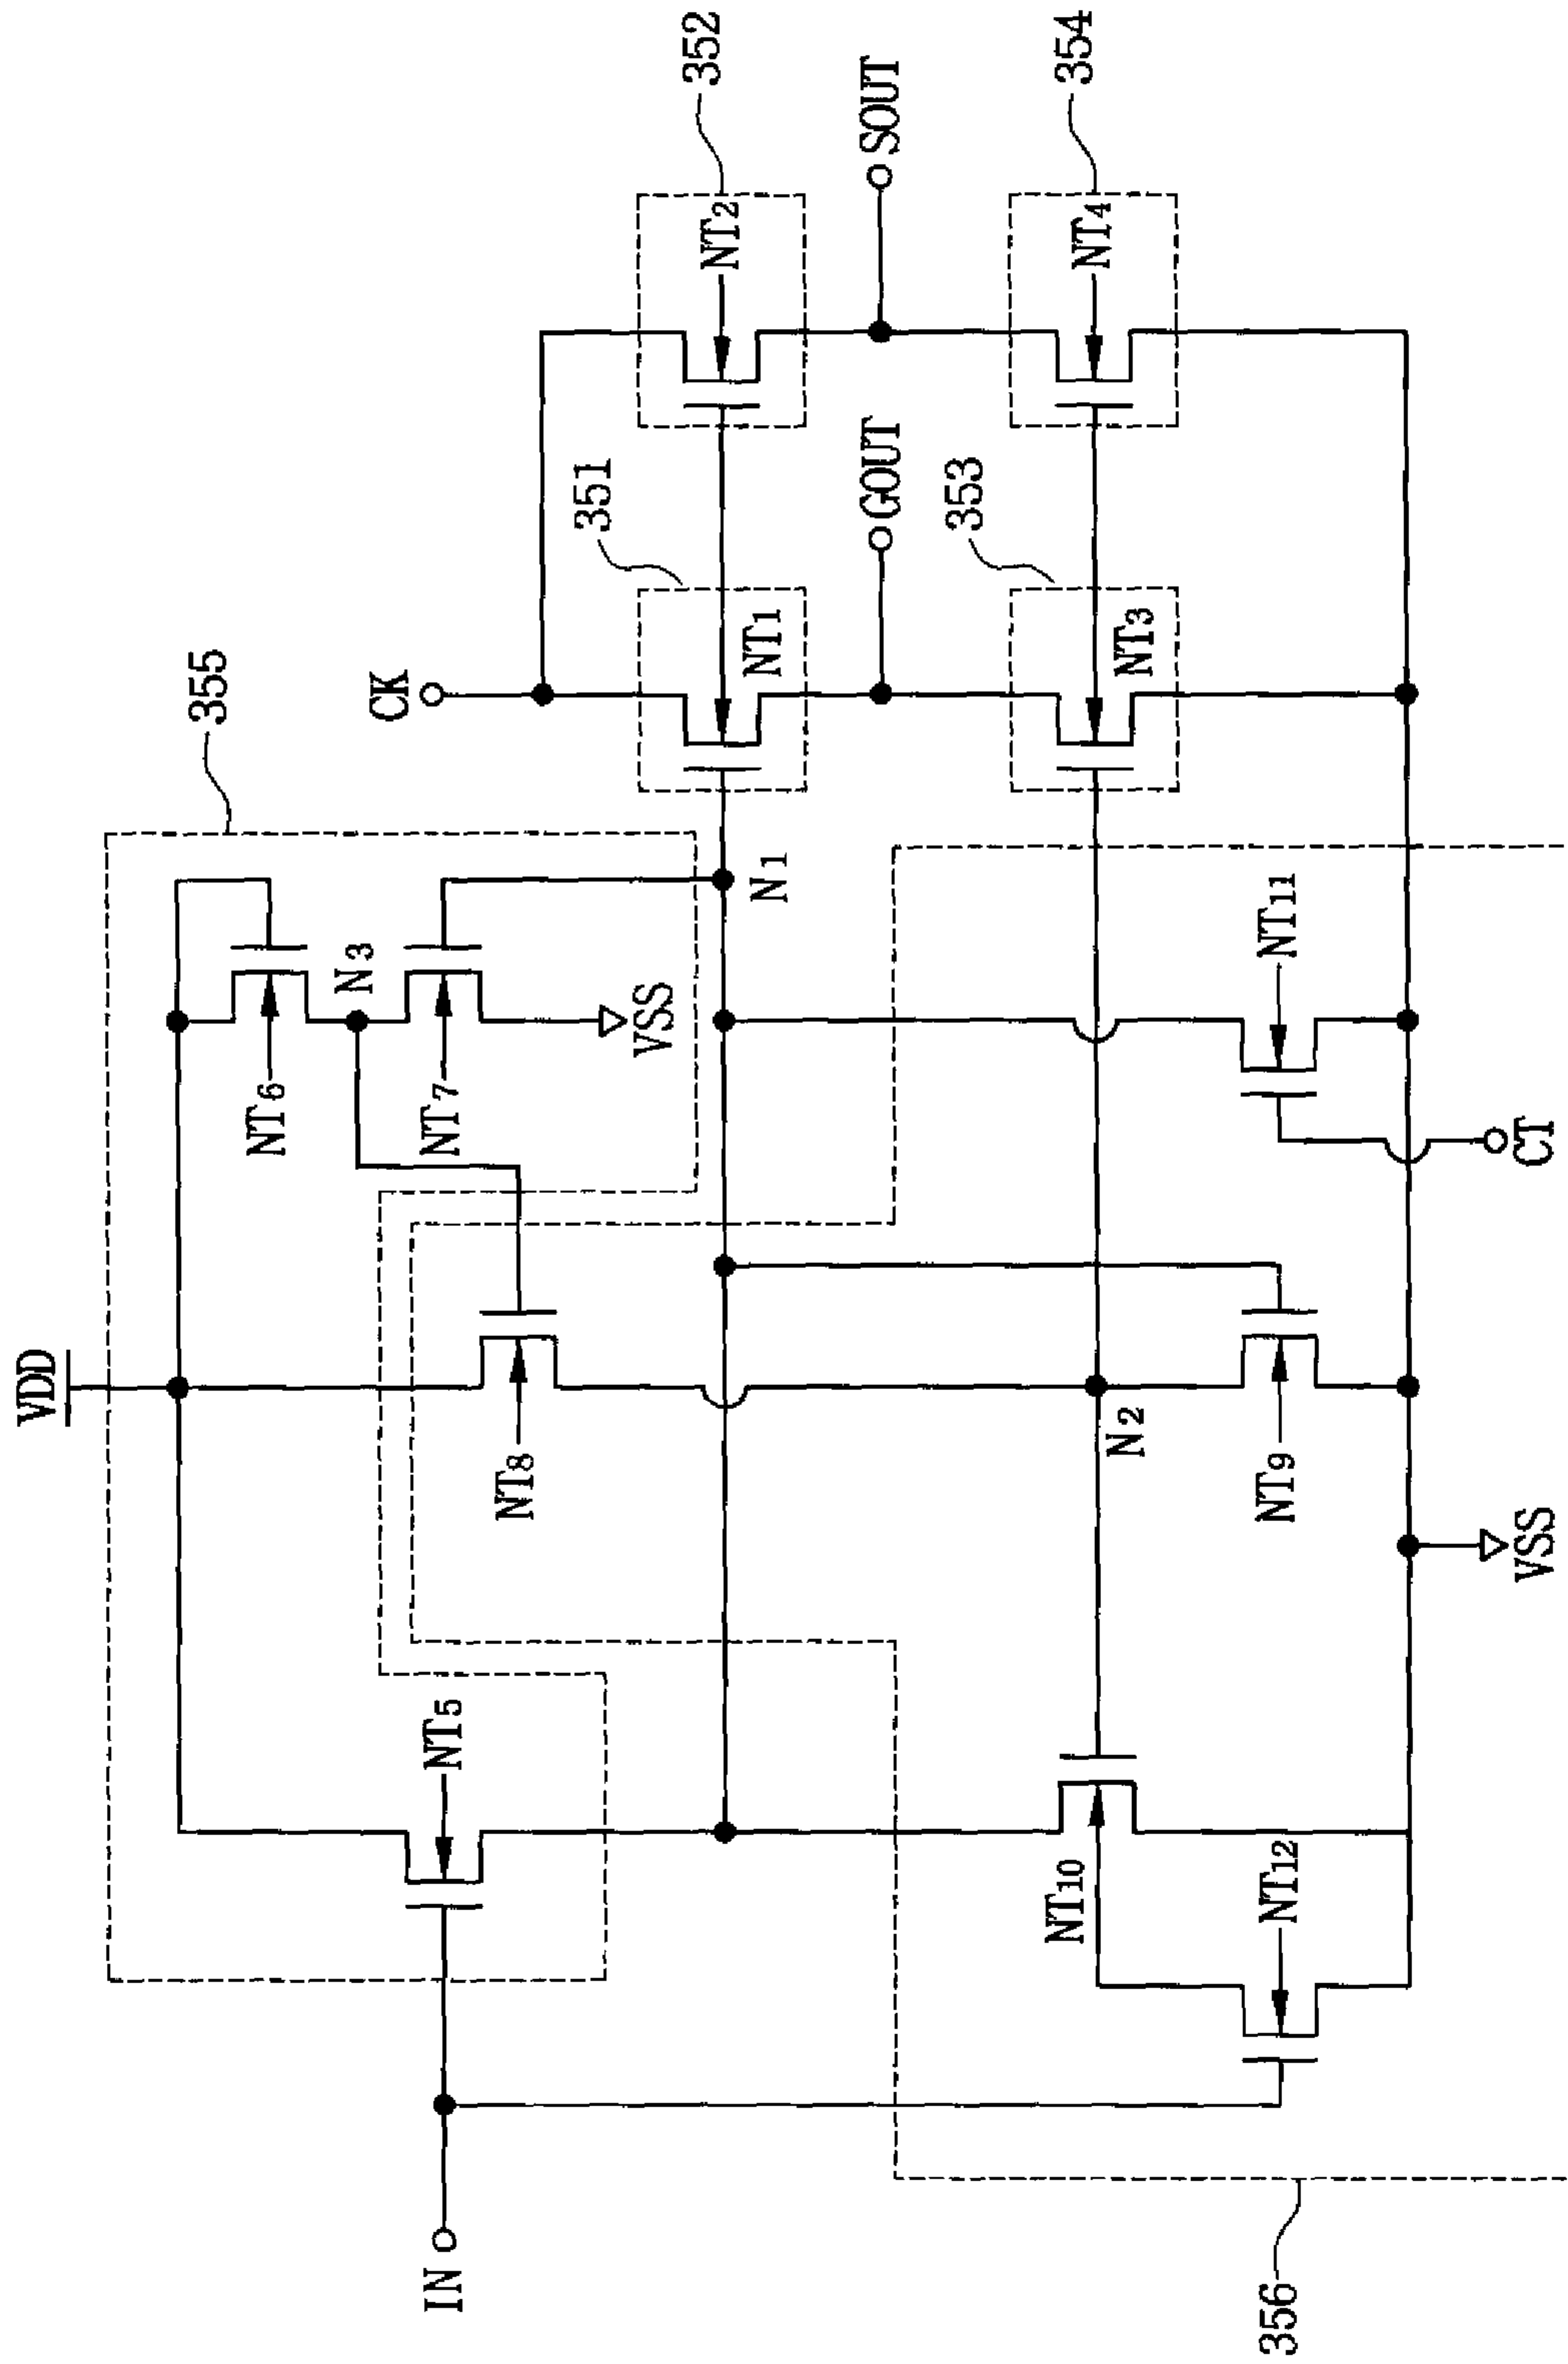 VDD
355
CK
351
352
NT6
N3
NT7
VSS
NT5
NT8
N1
NT1
NT2
GOUT
SOUT
IN
353
354
NT10
N2
NT3
NT4
NT12
NT9
NT11
356
VSS
CT